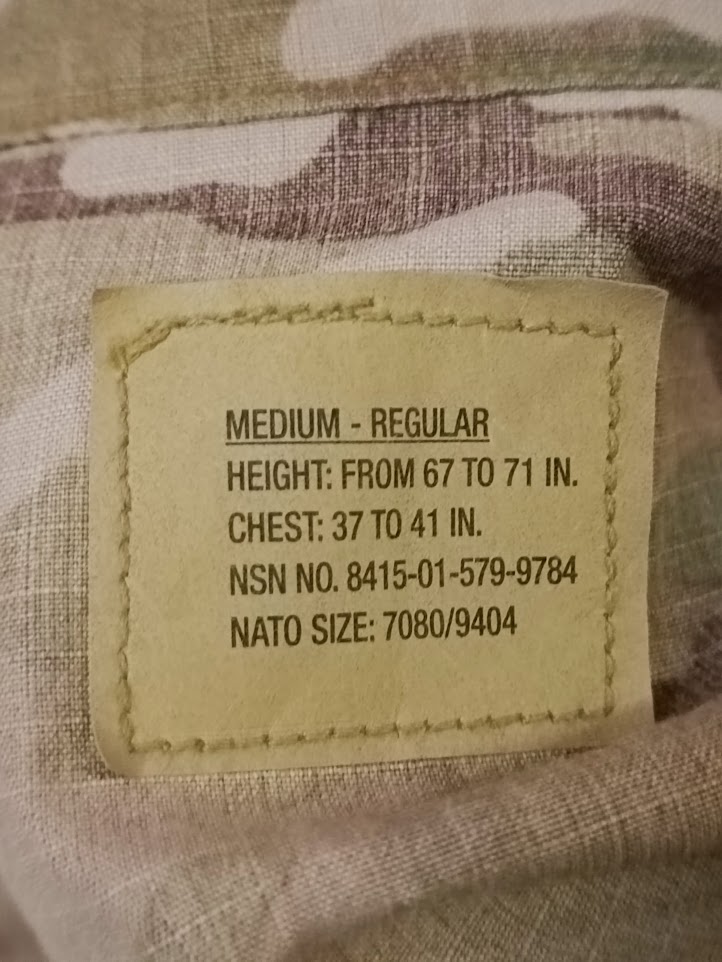 MEDIUM - REGULAR
HEIGHT: FROM 67 TO 71 IN.
CHEST: 37 TO 41 IN.
NSN NO. 8415-01-579-9784
NATO SIZE: 7080/9404